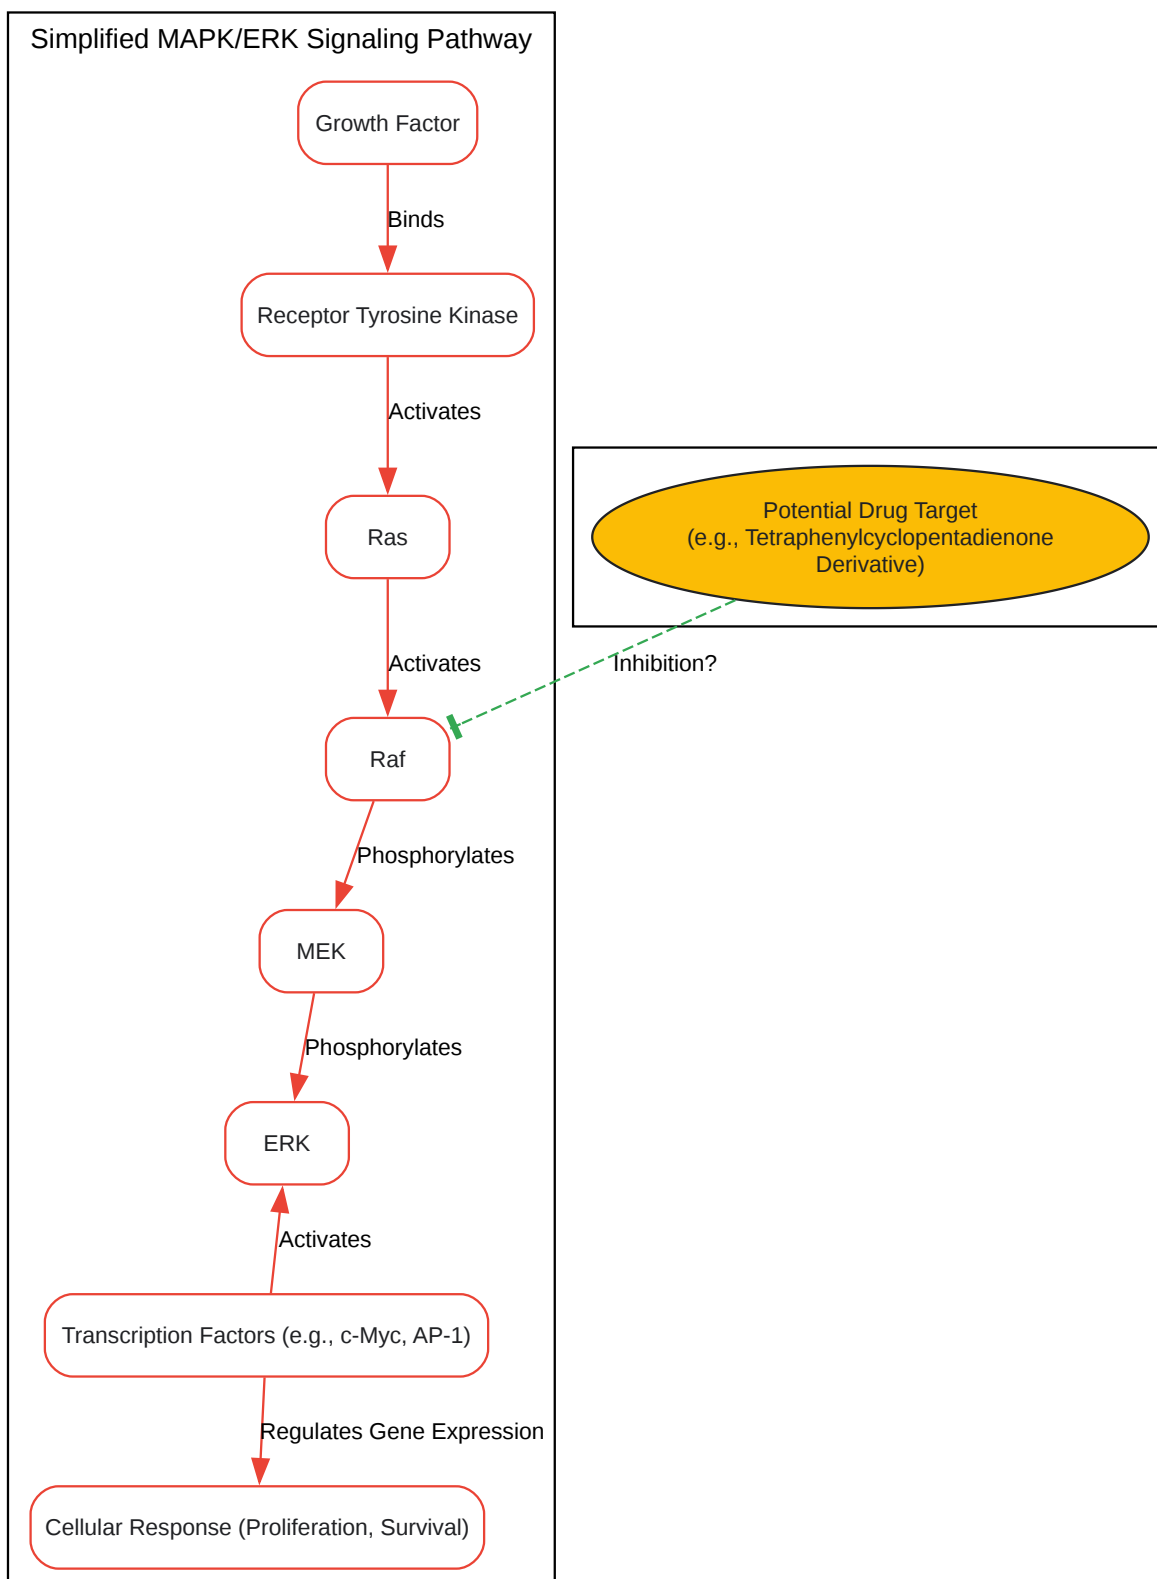 Simplified MAPK/ERK Signaling Pathway
Growth Factor
Binds
Receptor Tyrosine Kinase
Activates
Ras
Potential Drug Target
(e.g., Tetraphenylcyclopentadienone
Derivative)
Activates
Inhibition?
Raf
Phosphorylates
MEK
Phosphorylates
ERK
Activates
Transcription Factors (e.g., c-Myc, AP-1)
Regulates Gene Expression
Cellular Response (Proliferation, Survival)